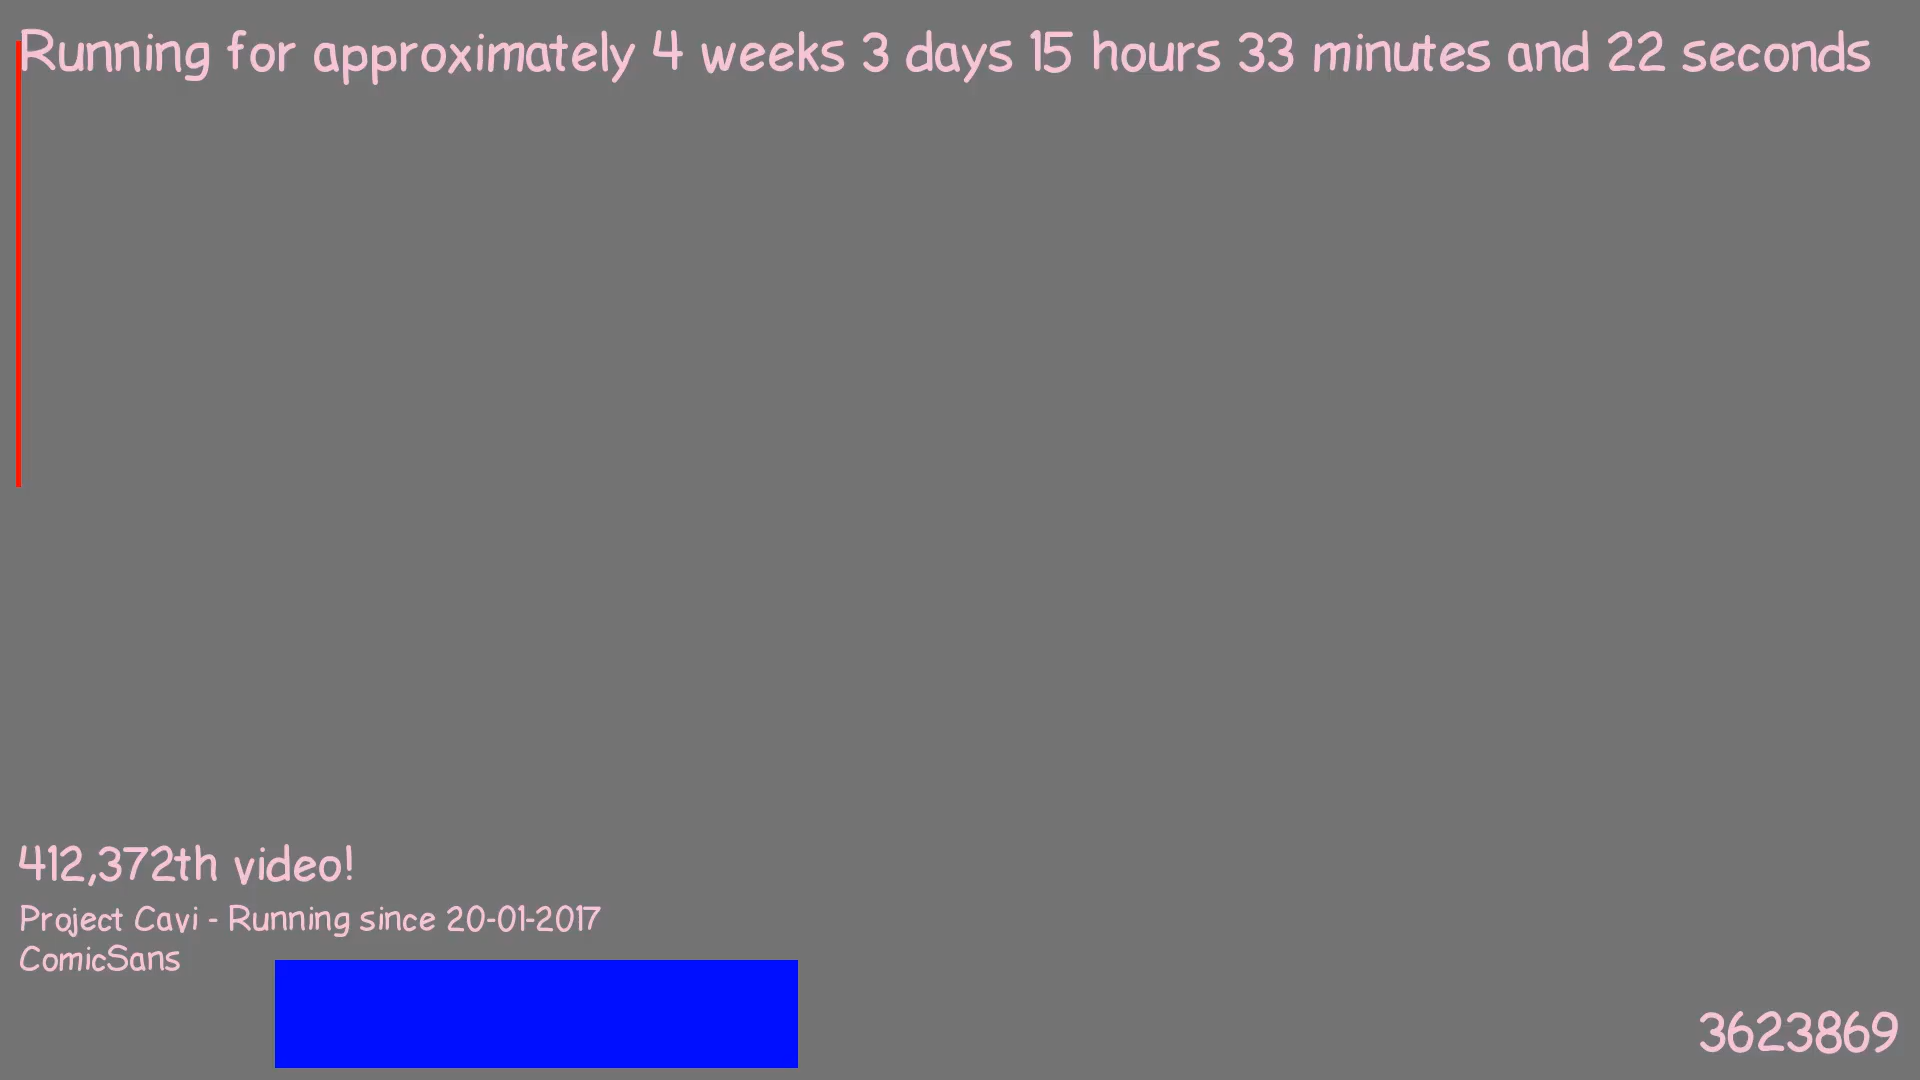 Running for approximately 4 weeks 3 days 15 hours 33 minutes and 22 seconds
412,372th video!
Project Cavi - Running since 20-01-2017
ComicSans
3623869